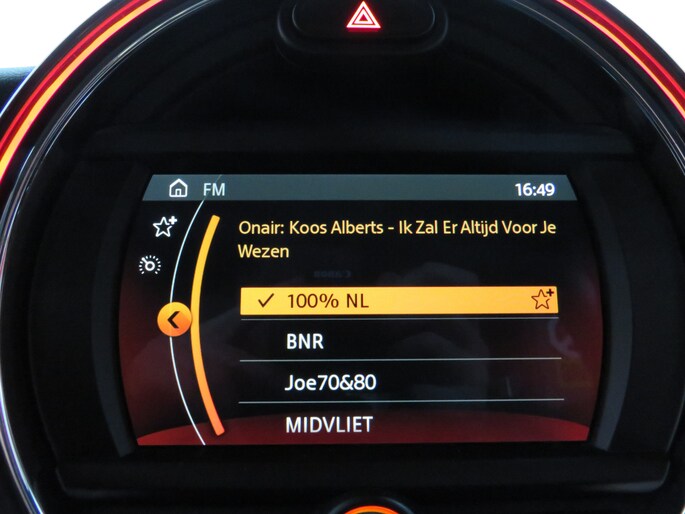 FM 16:49
Onair: Koos Alberts - Ik Zal Er Altijd Voor Je
Wezen
100% NL
BNR
Joe70&80
MIDVLIET